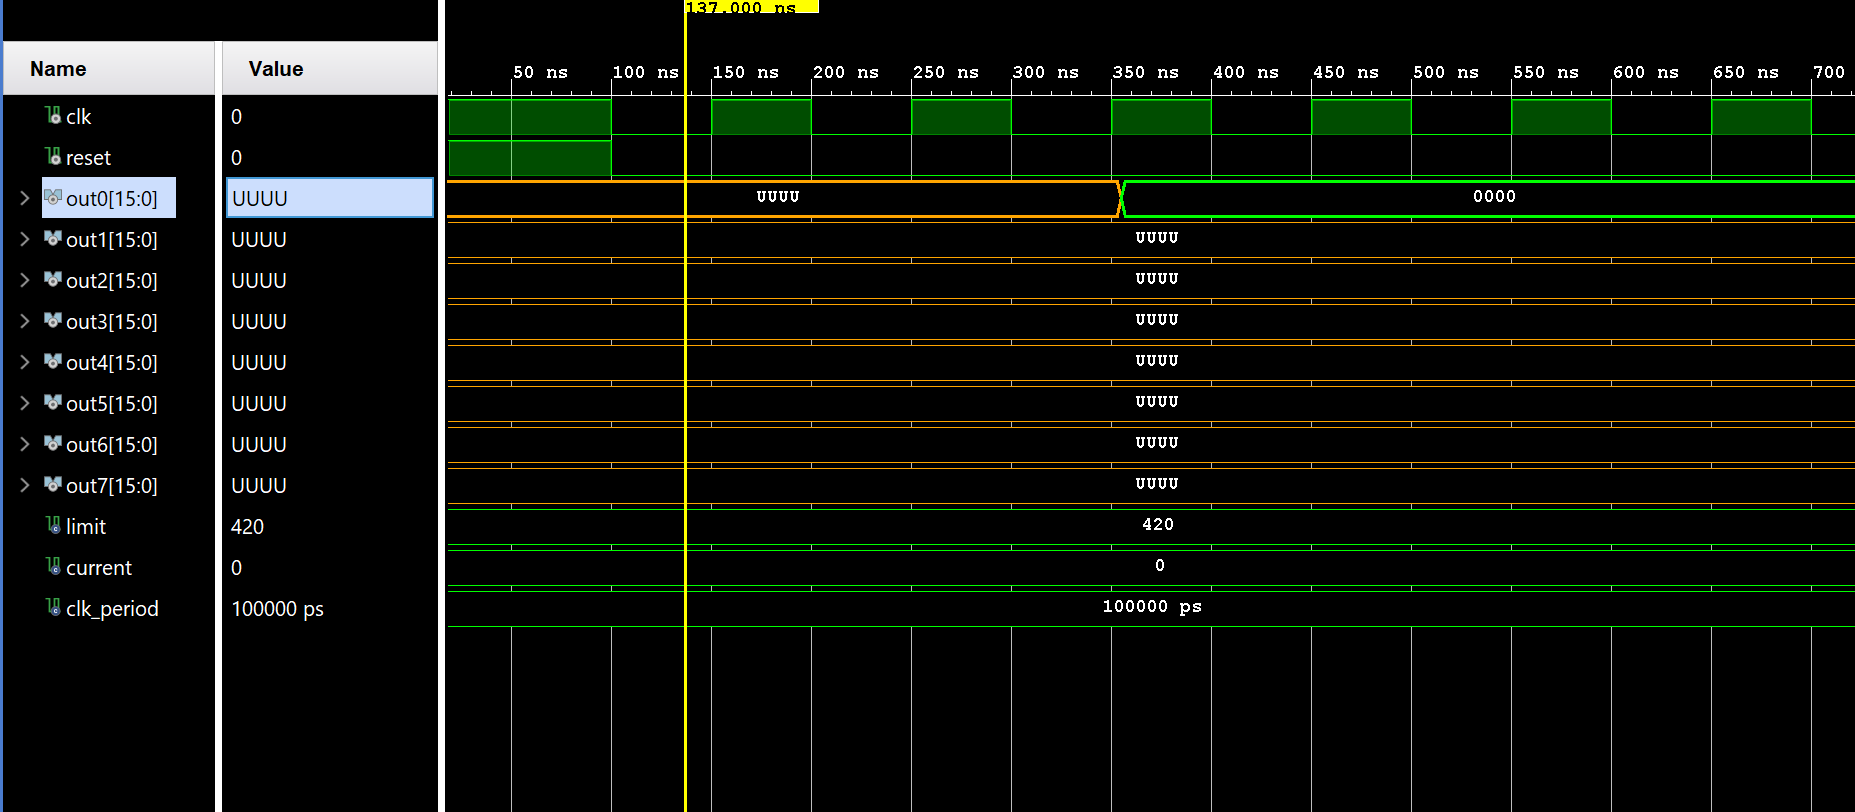 137.000 ns
Name Value
50 ns 100 ns 150 ns 200 ns 250 ns 300 ns 350 ns 400 ns 450 ns 500 ns 550 ns 600 ns 650 ns 700
clk 0
reset 0
out0[15:0] UUUU UUUU 0000
out1[15:0] UUUU UUUU
out2[15:0] UUUU UUUU
out3[15:0] UUUU UUUU
out4[15:0] UUUU UUUU
out5[15:0] UUUU UUUU
out6[15:0] UUUU UUUU
out7[15:0] UUUU UUUU
limit 420 420
current 0 0
clk_period 100000 ps 100000 ps